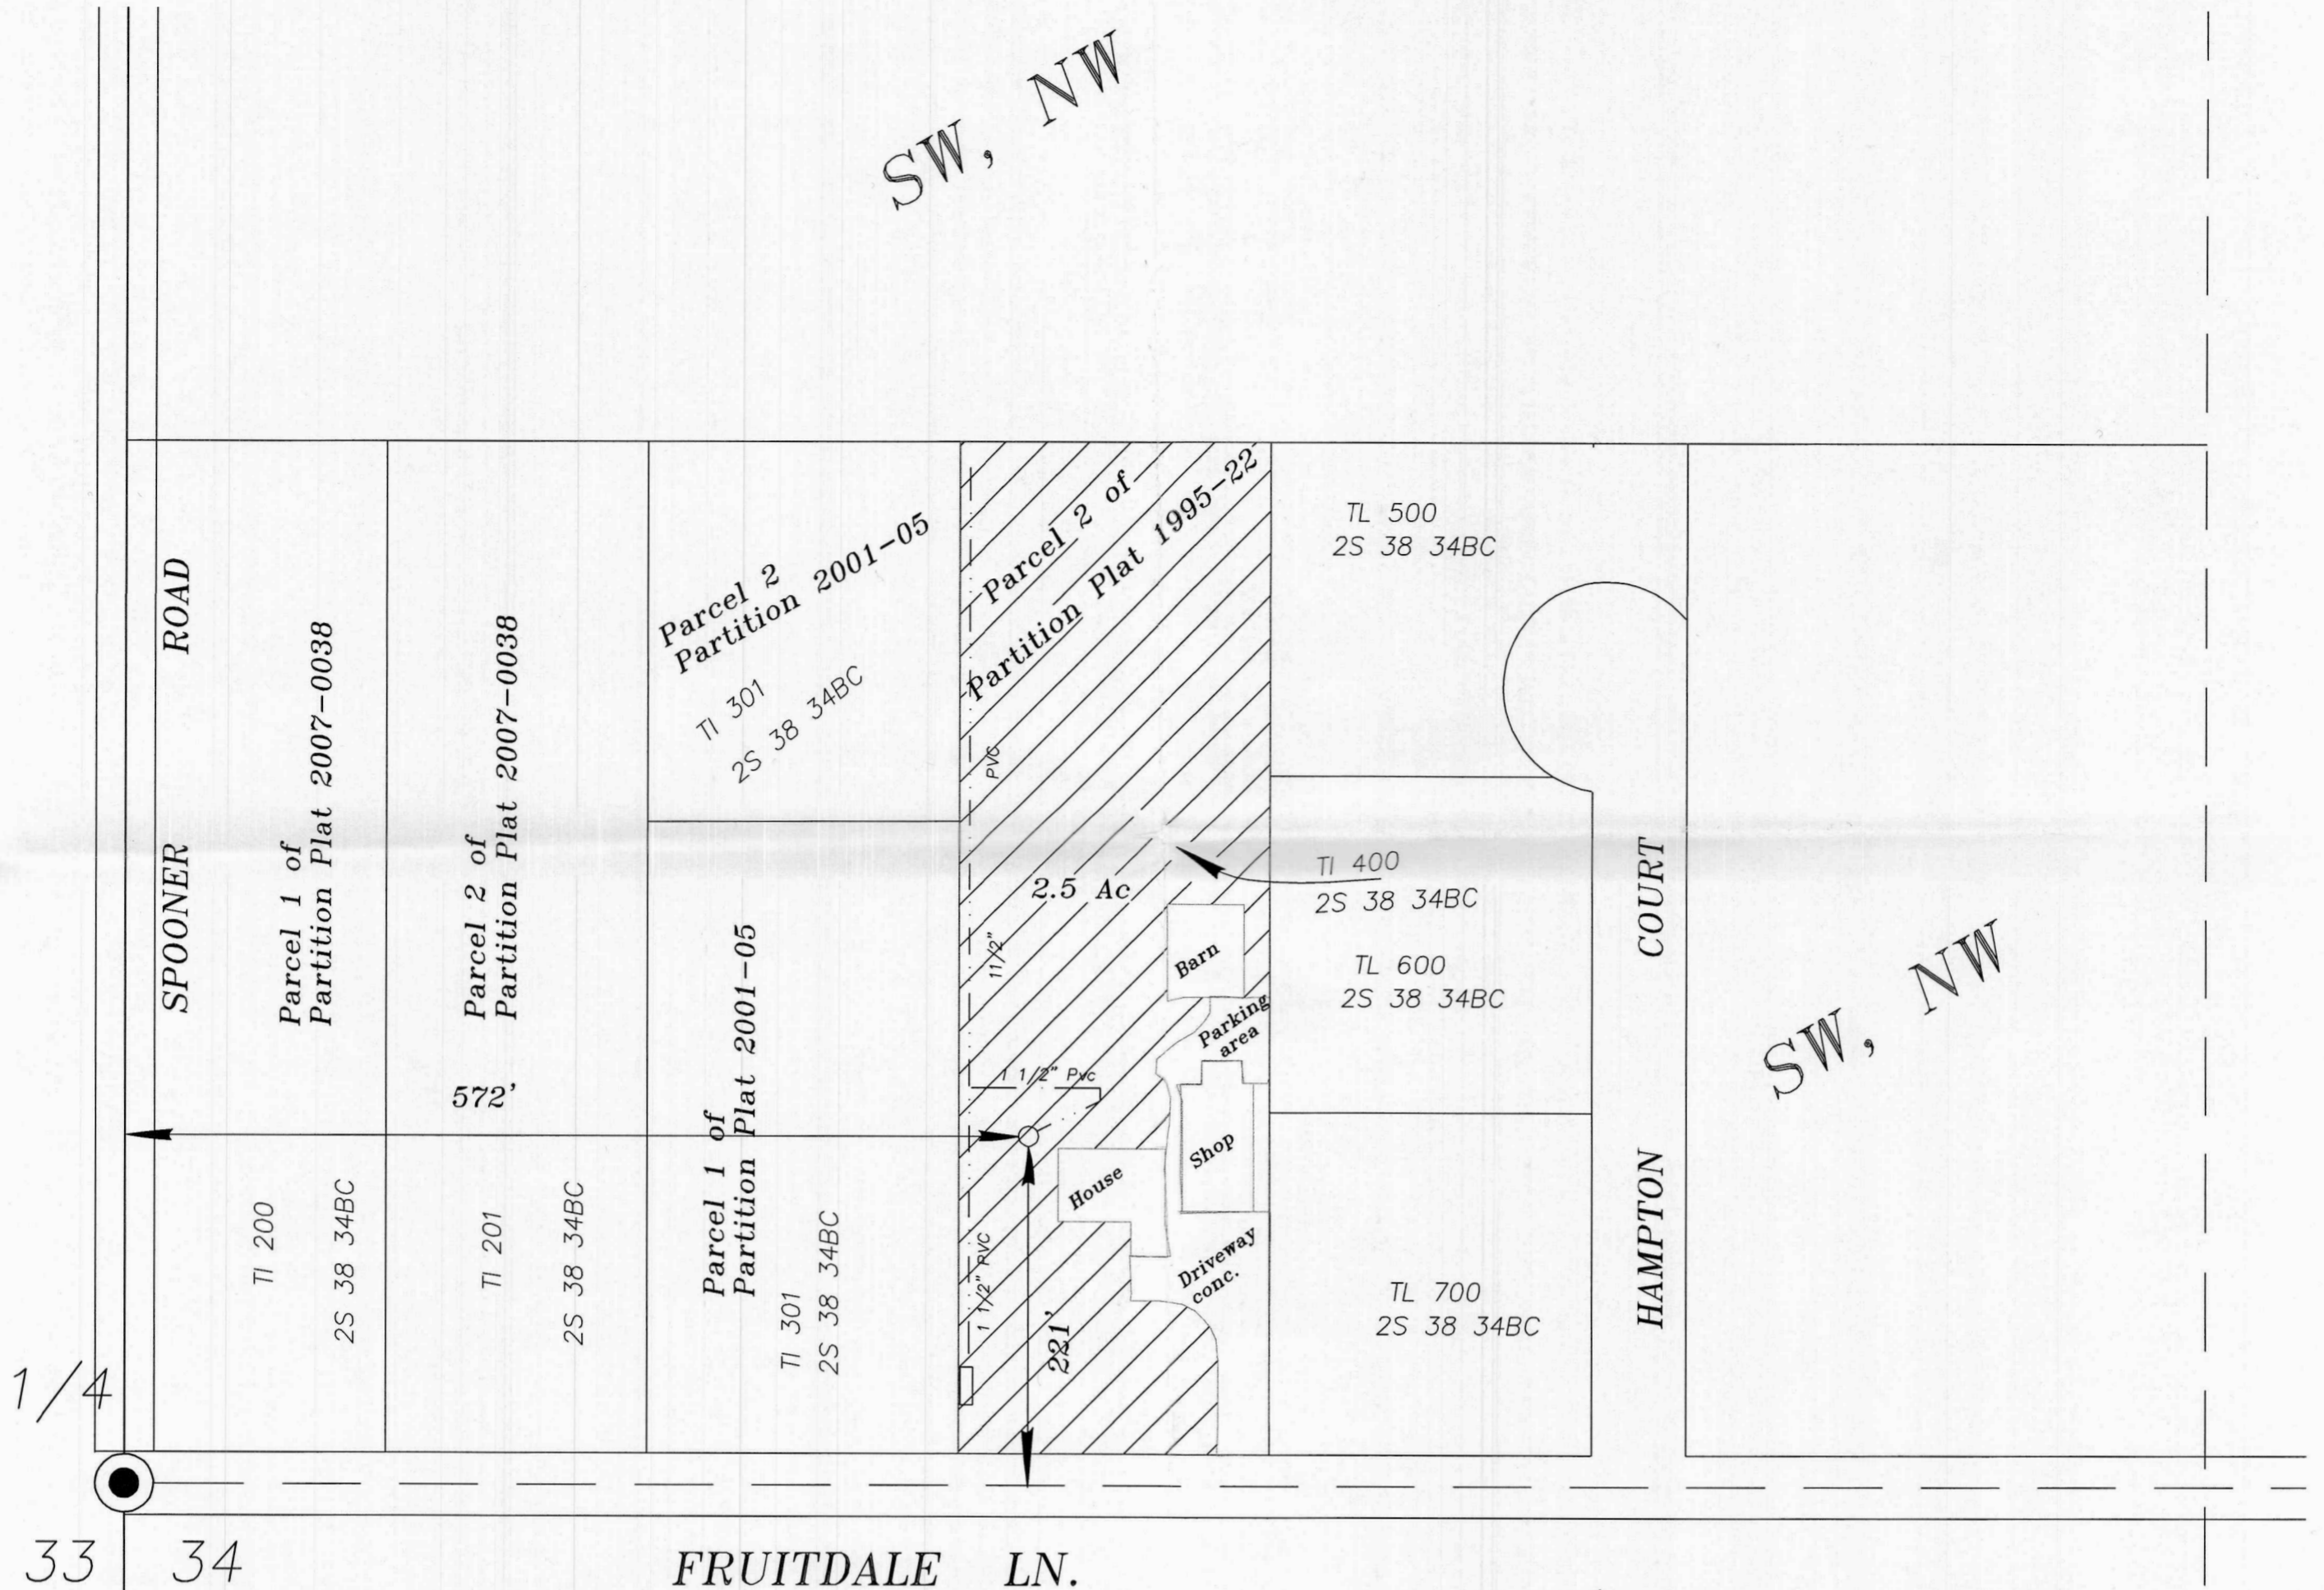 SW, NW
SPOONER ROAD
Parcel 1 of
Partition Plat 2007-0038
Parcel 2 of
Partition Plat 2007-0038
Parcel 2
Partition 2001-05
TI 301
2S 38 34BC
Parcel 2 of
Partition Plat 1995-22
PVC
11/2"
2.5 Ac
TL 500
2S 38 34BC
TI 400
2S 38 34BC
TL 600
2S 38 34BC
Barn
Parking
area
1 1/2" Pvc
Shop
House
Driveway
conc.
572'
TI 200
2S 38 34BC
TI 201
2S 38 34BC
Parcel 1 of
Partition Plat 2001-05
TI 301
2S 38 34BC
1 1/2" PVC
221'
TL 700
2S 38 34BC
HAMPTON COURT
SW, NW
1/4
33 34
FRUITDALE LN.